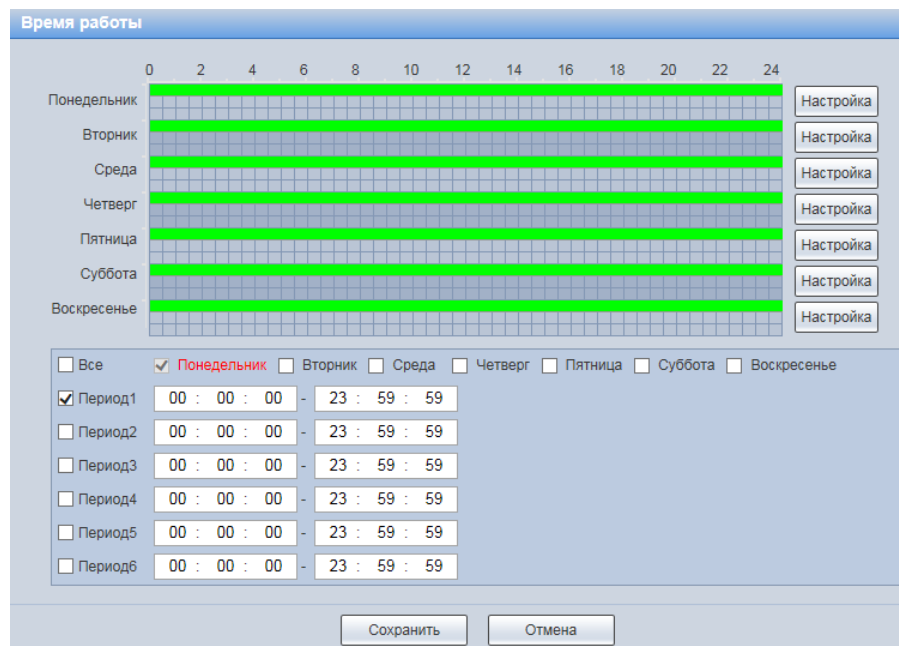 Время работы
0 2 4 6 8 10 12 14 16 18 20 22 24
Понедельник Настройка
Вторник Настройка
Среда Настройка
Четверг Настройка
Пятница Настройка
Суббота Настройка
Воскресенье Настройка
Все Понедельник Вторник Среда Четверг Пятница Суббота Воскресенье
Период1 00 : 00 : 00 - 23 : 59 : 59
Период2 00 : 00 : 00 - 23 : 59 : 59
Период3 00 : 00 : 00 - 23 : 59 : 59
Период4 00 : 00 : 00 - 23 : 59 : 59
Период5 00 : 00 : 00 - 23 : 59 : 59
Период6 00 : 00 : 00 - 23 : 59 : 59
Сохранить Отмена